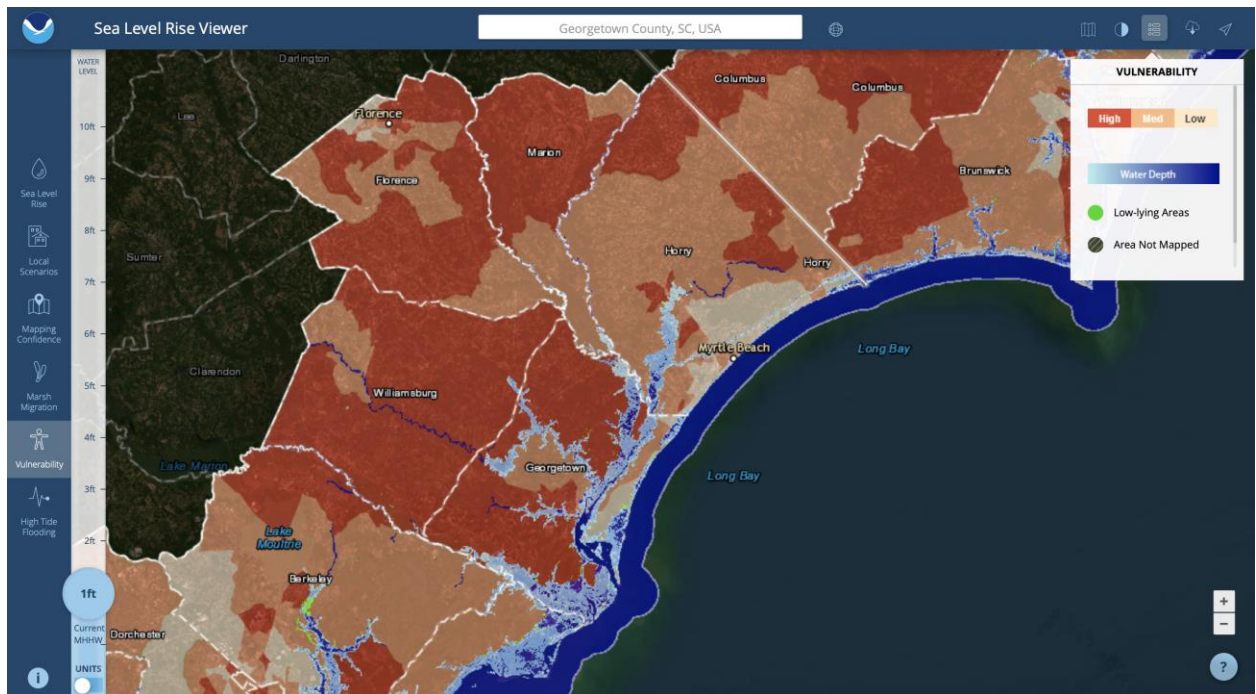 Sea Level Rise Viewer
Georgetown County, SC, USA
WATER
LEVEL
10ft
9ft
8ft
7ft
6ft
5ft
4ft
3ft
2ft
1ft
Current
MHHW
UNITS
Sea Level
Rise
Local
Scenarios
Mapping
Confidence
Marsh
Migration
Vulnerability
High Tide
Flooding
i
Darlington
Lee
Florence
Florence
Marion
Columbus
Columbus
Brunswick
Sumter
Horry
Horry
Clarendon
Myrtle Beach
Long Bay
Williamsburg
Lake Marion
Georgetown
Long Bay
Lake
Moultrie
Berkeley
Dorchester
VULNERABILITY
High Med Low
Water Depth
Low-lying Areas
Area Not Mapped
+
−
?